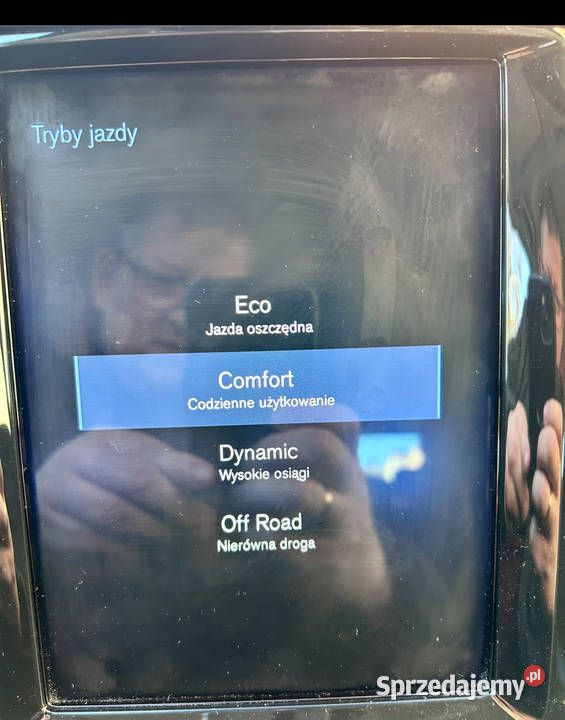 Tryby jazdy
Eco
Jazda oszczędna
Comfort
Codzienne użytkowanie
Dynamic
Wysokie osiągi
Off Road
Nierówna droga
Sprzedajemy.pl